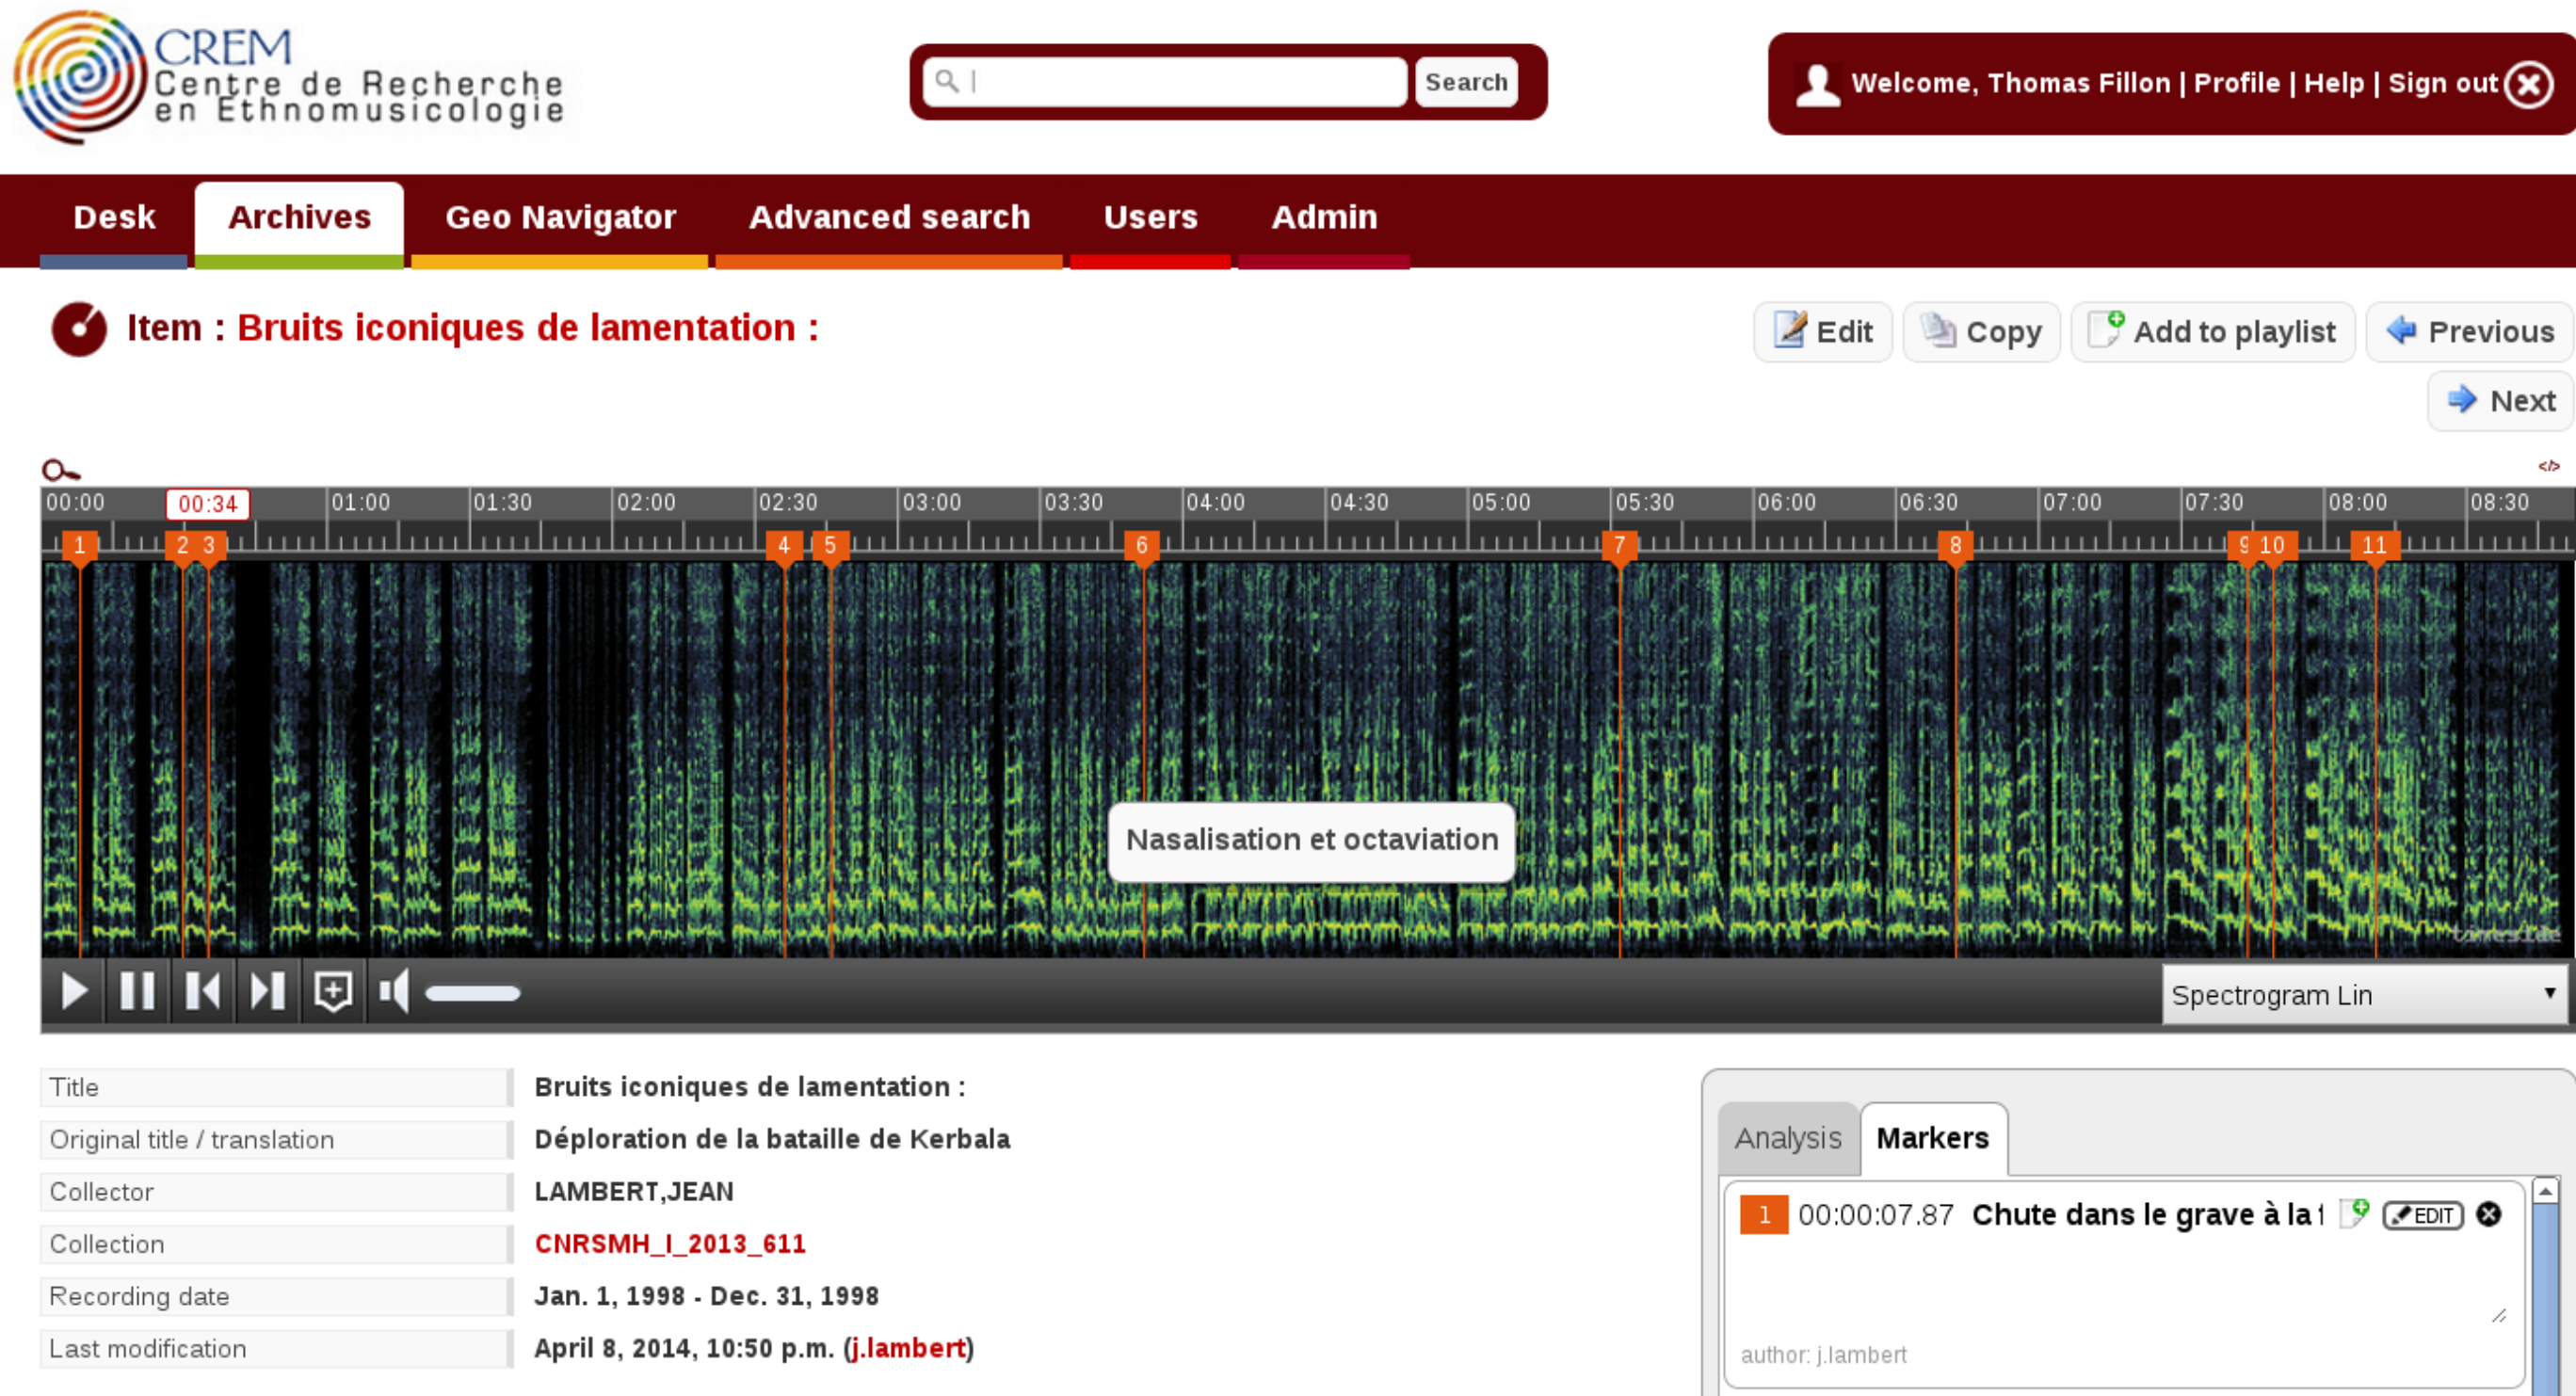 CREM
Centre de Recherche
en Ethnomusicologie
Search
Welcome, Thomas Fillon | Profile | Help | Sign out
Desk
Archives
Geo Navigator
Advanced search
Users
Admin
Item : Bruits iconiques de lamentation :
Edit
Copy
Add to playlist
Previous
Next
</>
00:00 00:34 01:00 01:30 02:00 02:30 03:00 03:30 04:00 04:30 05:00 05:30 06:00 06:30 07:00 07:30 08:00 08:30
1 2 3 4 5 6 7 8 9 10 11
Nasalisation et octaviation
timeside
Spectrogram Lin
Title Bruits iconiques de lamentation :
Original title / translation Déploration de la bataille de Kerbala
Collector LAMBERT,JEAN
Collection CNRSMH_I_2013_611
Recording date Jan. 1, 1998 - Dec. 31, 1998
Last modification April 8, 2014, 10:50 p.m. (j.lambert)
Analysis Markers
1 00:00:07.87 Chute dans le grave à la EDIT
author: j.lambert